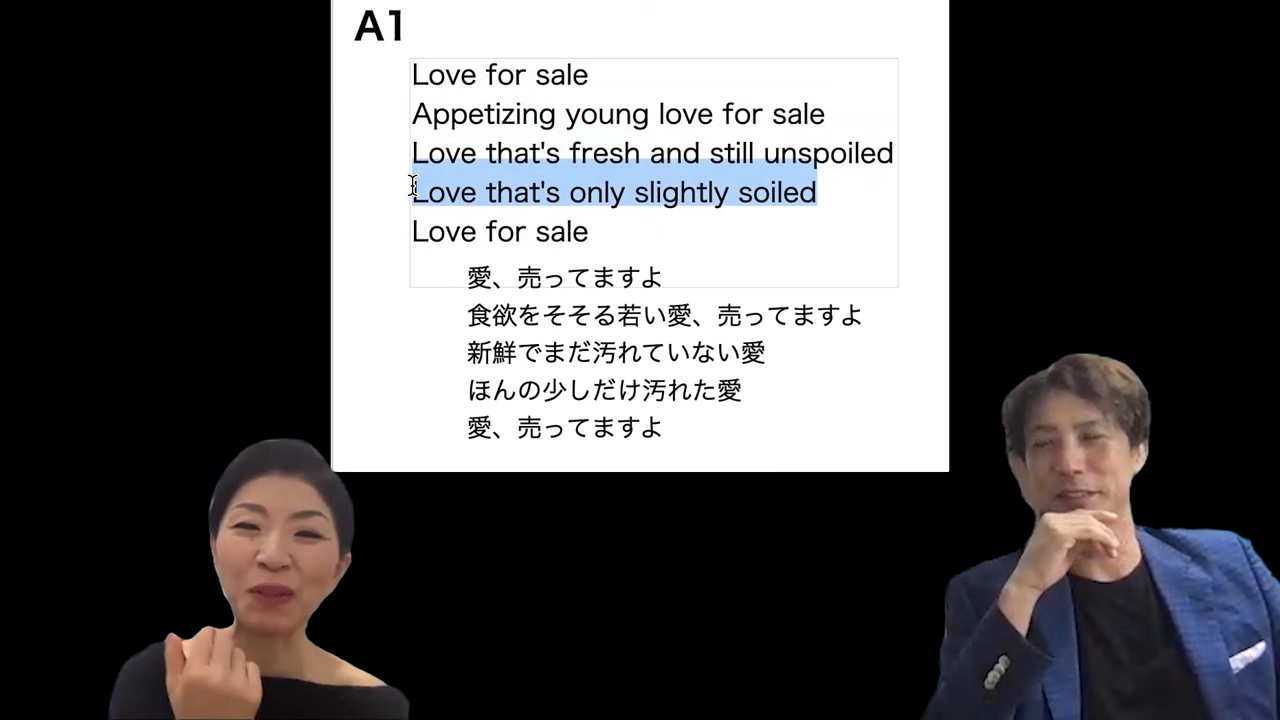 A1
Love for sale
Appetizing young love for sale
Love that's fresh and still unspoiled
Love that's only slightly soiled
Love for sale
愛、売ってますよ
食欲をそそる若い愛、売ってますよ
新鮮でまだ汚れていない愛
ほんの少しだけ汚れた愛
愛、売ってますよ